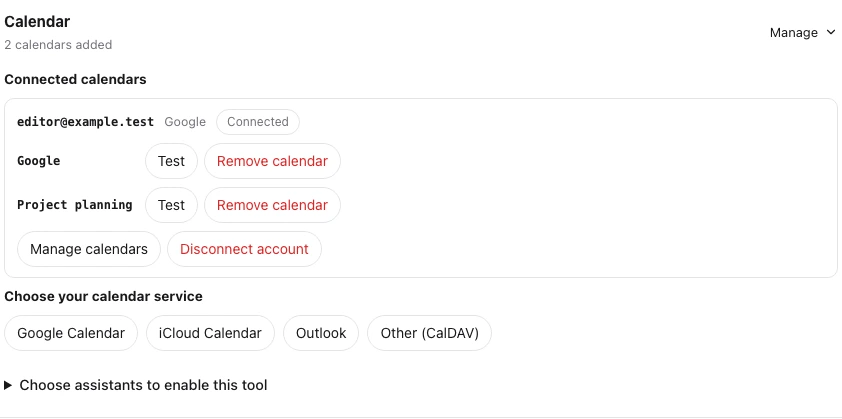 Calendar
2 calendars added
Manage
Connected calendars
editor@example.test Google Connected
Google Test Remove calendar
Project planning Test Remove calendar
Manage calendars Disconnect account
Choose your calendar service
Google Calendar iCloud Calendar Outlook Other (CalDAV)
Choose assistants to enable this tool